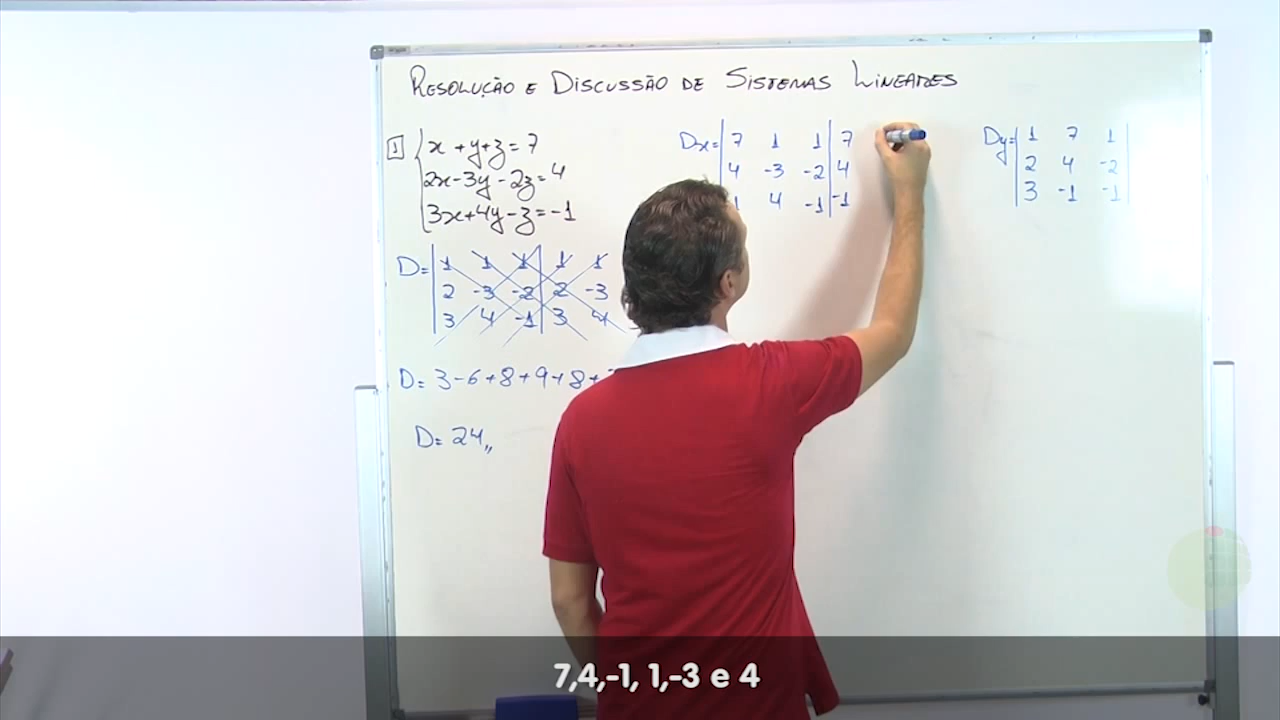 RESOLUÇÃO E DISCUSSÃO DE SISTEMAS LINEARES
1 x + y + z = 7
2x - 3y - 2z = 4
3x + 4y - z = -1
D = 1 1 1 1 1
2 -3 -2 2 -3
3 4 -1 3 4
D = 3 - 6 + 8 + 9 + 8 +
D = 24,,
Dx = 7 1 1 7
4 -3 -2 4
1 4 -1 -1
Dy = 1 7 1
2 4 -2
3 -1 -1
7,4,-1, 1,-3 e 4